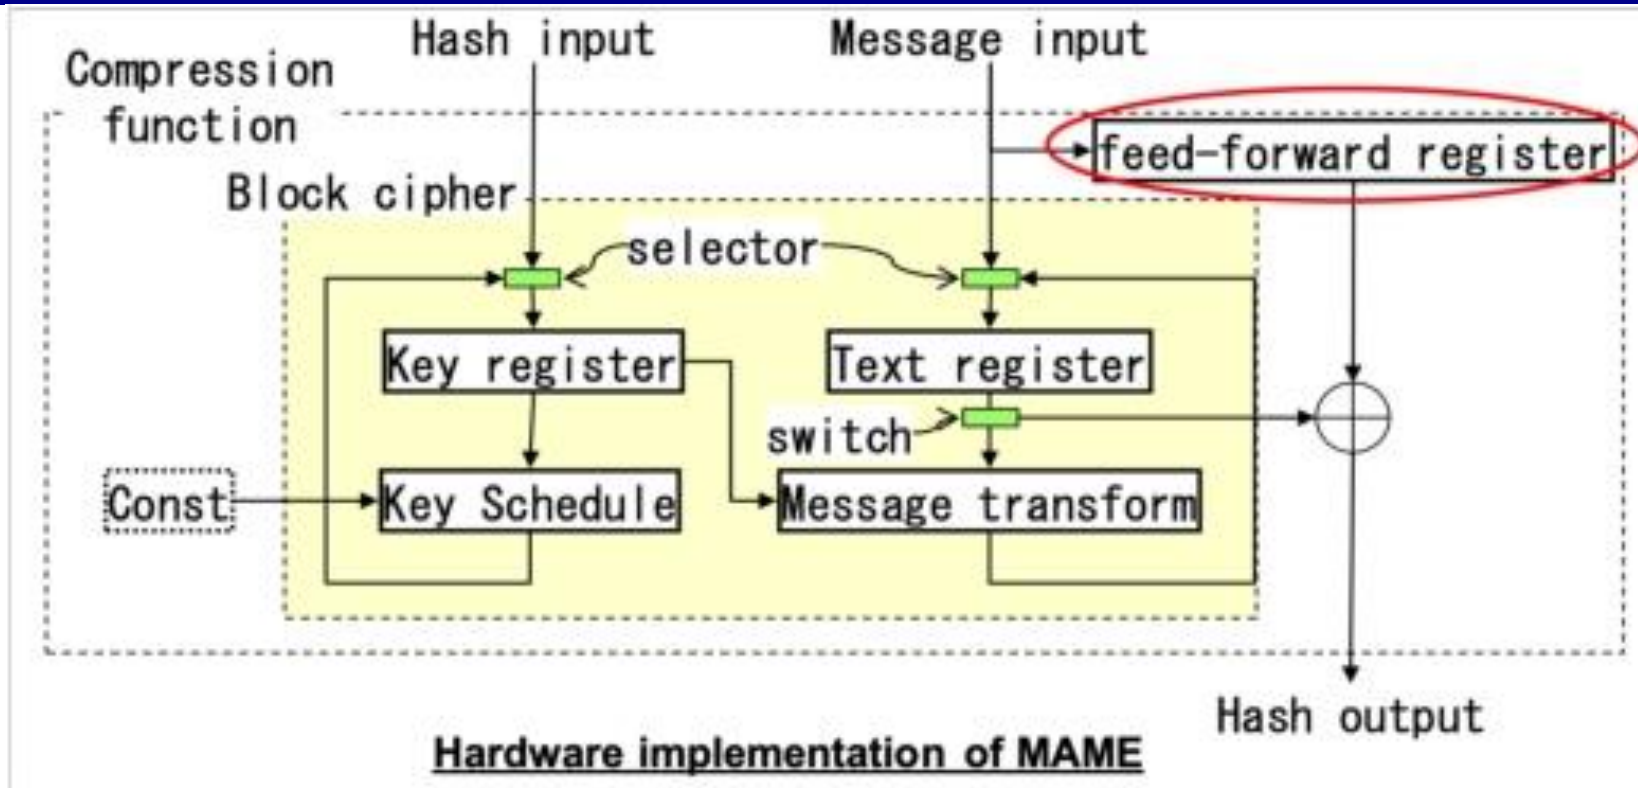 Hash input
Message input
Compression
function
feed-forward register
Block cipher
selector
Key register
Text register
switch
Const
Key Schedule
Message transform
Hash output
Hardware implementation of MAME